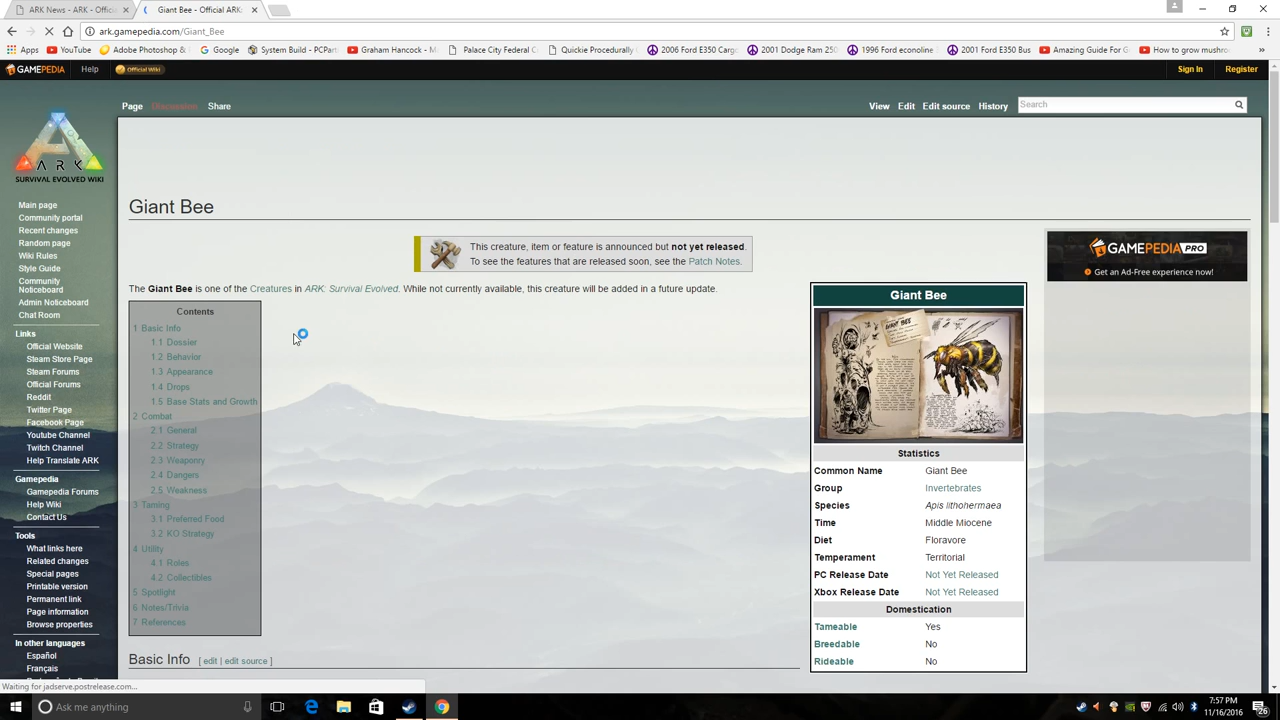 ARK News - ARK - Offici
Giant Bee - Official ARK:
ark.gamepedia.com/Giant_Bee
Apps
YouTube
Adobe Photoshop & I
Google
System Build - PCPart
Graham Hancock - M
Palace City Federal C
Quickie Procedurally
2006 Ford E350 Cargo
2001 Dodge Ram 250
1996 Ford econoline
2001 Ford E350 Bus
Amazing Guide For G
How to grow mushro
GAMEPEDIA
Help
Official Wiki
Sign In
Register
Page
Discussion
Share
View
Edit
Edit source
History
Search
ARK
SURVIVAL EVOLVED WIKI
Main page
Community portal
Recent changes
Random page
Wiki Rules
Style Guide
Community
Noticeboard
Admin Noticeboard
Chat Room
Links
Official Website
Steam Store Page
Steam Forums
Official Forums
Reddit
Twitter Page
Facebook Page
Youtube Channel
Twitch Channel
Help Translate ARK
Gamepedia
Gamepedia Forums
Help Wiki
Contact Us
Tools
What links here
Related changes
Special pages
Printable version
Permanent link
Page information
Browse properties
In other languages
Español
Français
Giant Bee
This creature, item or feature is announced but not yet released.
To see the features that are released soon, see the Patch Notes.
The Giant Bee is one of the Creatures in ARK: Survival Evolved. While not currently available, this creature will be added in a future update.
Contents
1 Basic Info
1.1 Dossier
1.2 Behavior
1.3 Appearance
1.4 Drops
1.5 Base Stats and Growth
2 Combat
2.1 General
2.2 Strategy
2.3 Weaponry
2.4 Dangers
2.5 Weakness
3 Taming
3.1 Preferred Food
3.2 KO Strategy
4 Utility
4.1 Roles
4.2 Collectibles
5 Spotlight
6 Notes/Trivia
7 References
Basic Info [ edit | edit source ]
Giant Bee
GIANT BEE
Statistics
Common Name Giant Bee
Group Invertebrates
Species Apis lithohermaea
Time Middle Miocene
Diet Floravore
Temperament Territorial
PC Release Date Not Yet Released
Xbox Release Date Not Yet Released
Domestication
Tameable Yes
Breedable No
Rideable No
GAMEPEDIA PRO
Get an Ad-Free experience now!
Waiting for jadserve.postrelease.com...
Ask me anything
7:57 PM
11/16/2016
26